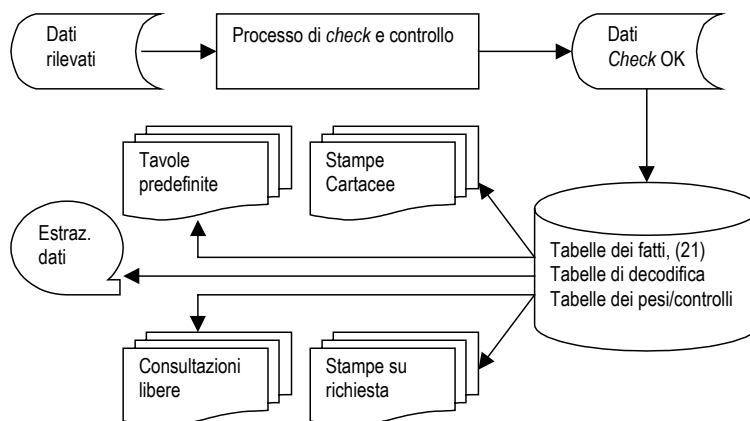 Dati
rilevati
Processo di check e controllo
Dati
Check OK
Tavole
predefinite
Stampe
Cartacee
Estraz.
dati
Tabelle dei fatti, (21)
Tabelle di decodifica
Tabelle dei pesi/controlli
Consultazioni
libere
Stampe su
richiesta